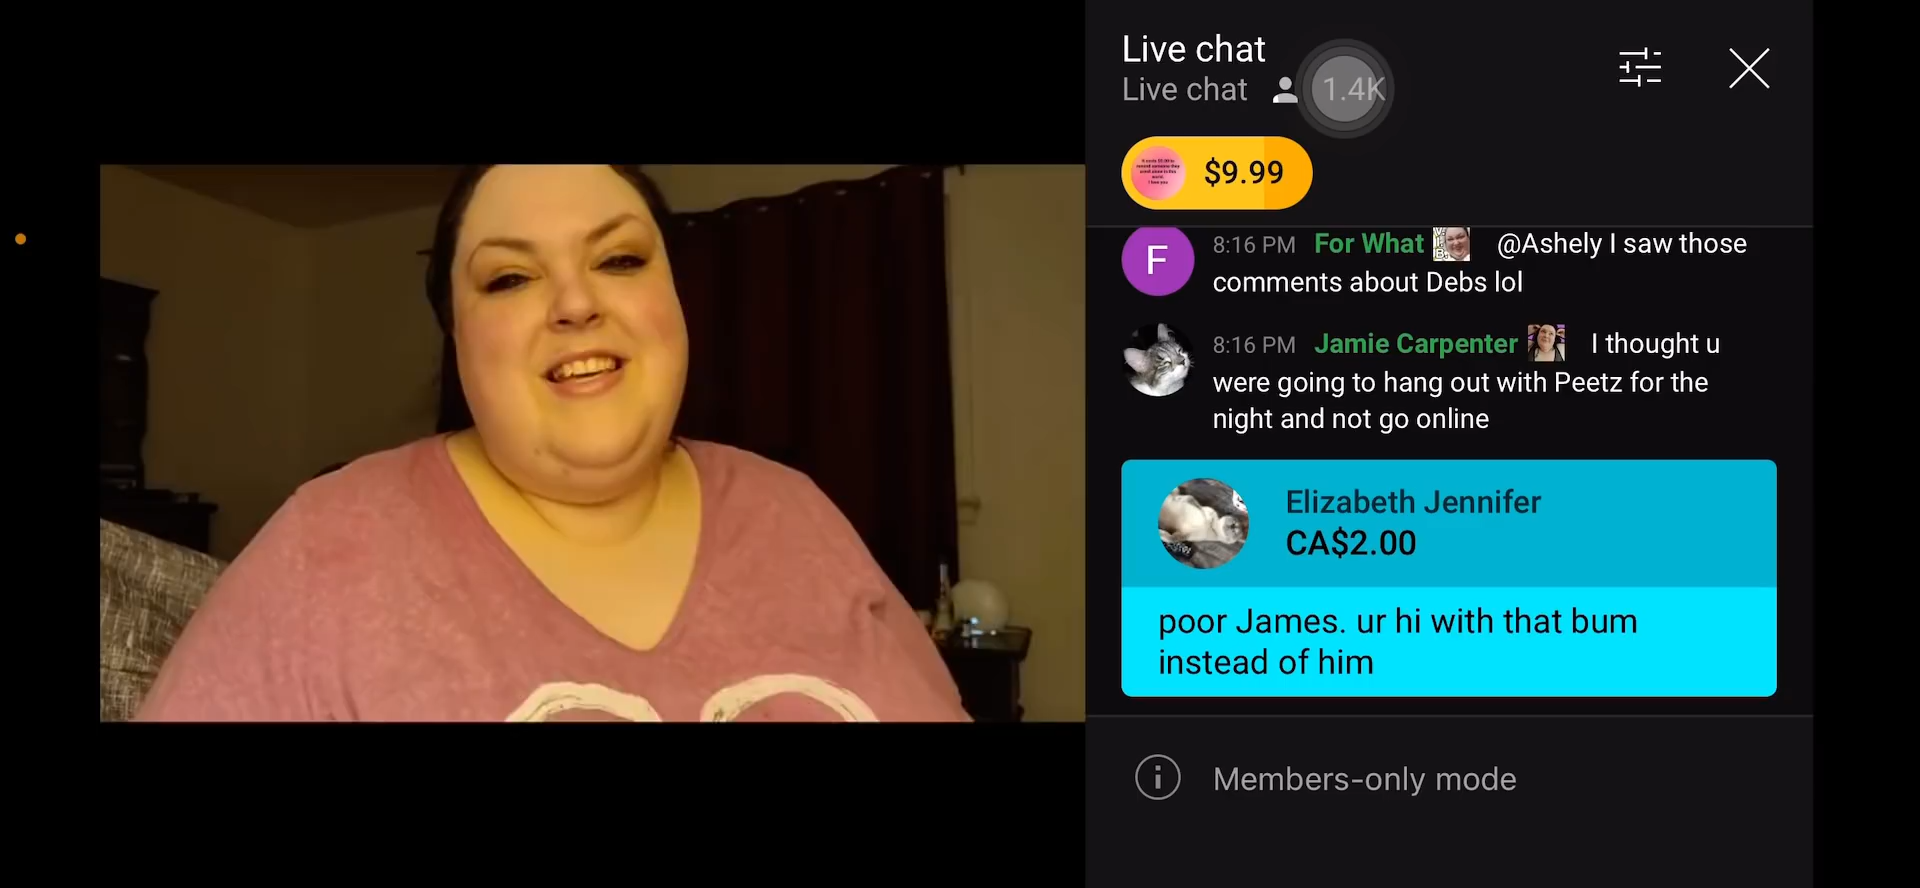 Live chat
Live chat 1.4K
$9.99
F
8:16 PM For What @Ashely I saw those
comments about Debs lol
8:16 PM Jamie Carpenter I thought u
were going to hang out with Peetz for the
night and not go online
Elizabeth Jennifer
CA$2.00
poor James. ur hi with that bum
instead of him
Members-only mode